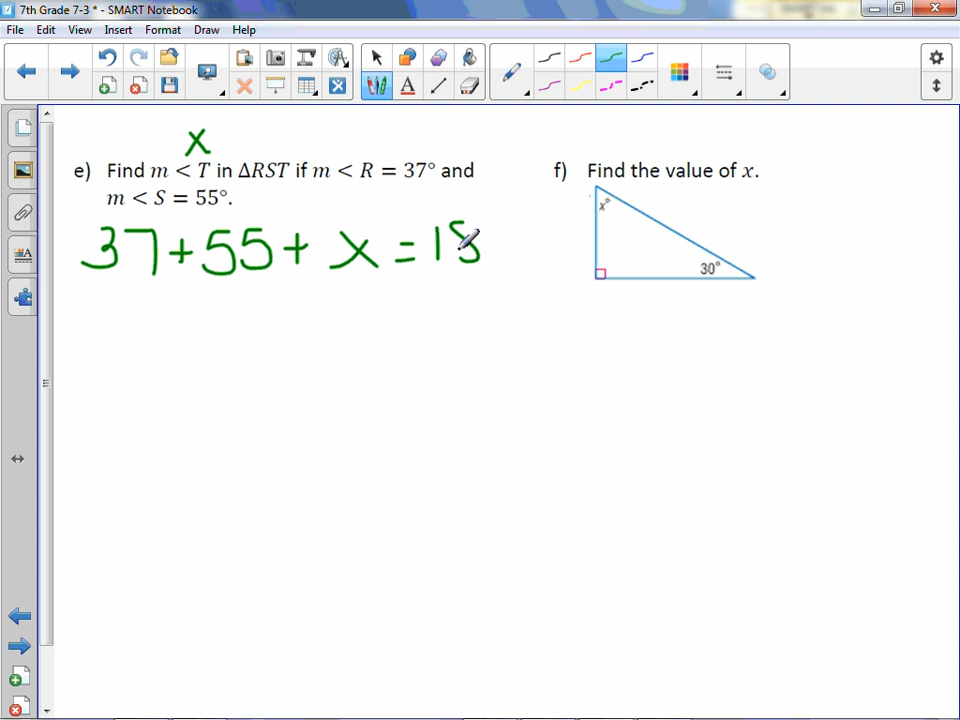 7th Grade 7-3 * - SMART Notebook
File Edit View Insert Format Draw Help
x
e) Find m < T in ΔRST if m < R = 37° and
m < S = 55°.
37+55+ x = 18
f) Find the value of x.
x°
30°